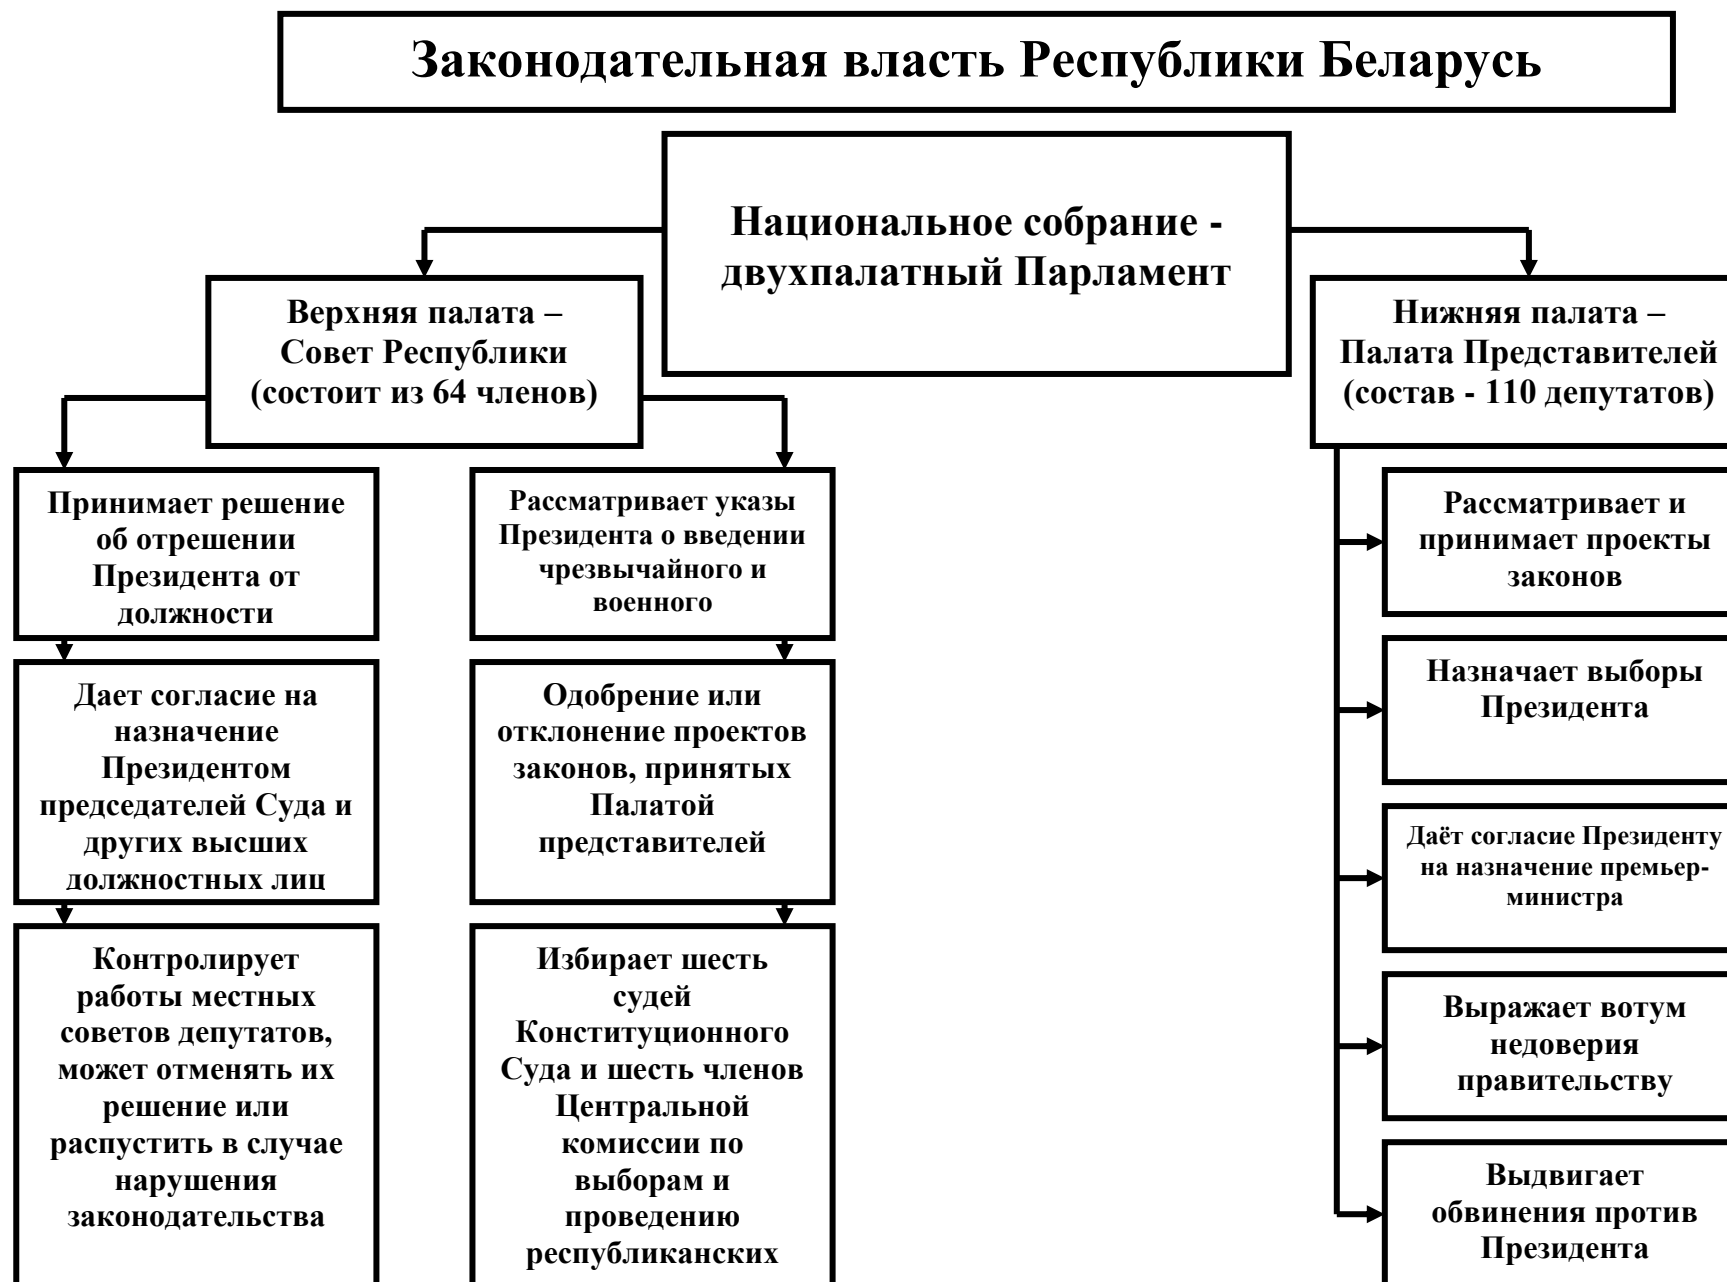 Законодательная власть Республики Беларусь
Национальное собрание -
двухпалатный Парламент
Верхняя палата –
Совет Республики
(состоит из 64 членов)
Нижняя палата –
Палата Представителей
(состав - 110 депутатов)
Принимает решение
об отрешении
Президента от
должности
Рассматривает указы
Президента о введении
чрезвычайного и
военного
Рассматривает и
принимает проекты
законов
Дает согласие на
назначение
Президентом
председателей Суда и
других высших
должностных лиц
Одобрение или
отклонение проектов
законов, принятых
Палатой
представителей
Назначает выборы
Президента
Даёт согласие Президенту
на назначение премьер-
министра
Контролирует
работы местных
советов депутатов,
может отменять их
решение или
распустить в случае
нарушения
законодательства
Избирает шесть
судей
Конституционного
Суда и шесть членов
Центральной
комиссии по
выборам и
проведению
республиканских
Выражает вотум
недоверия
правительству
Выдвигает
обвинения против
Президента